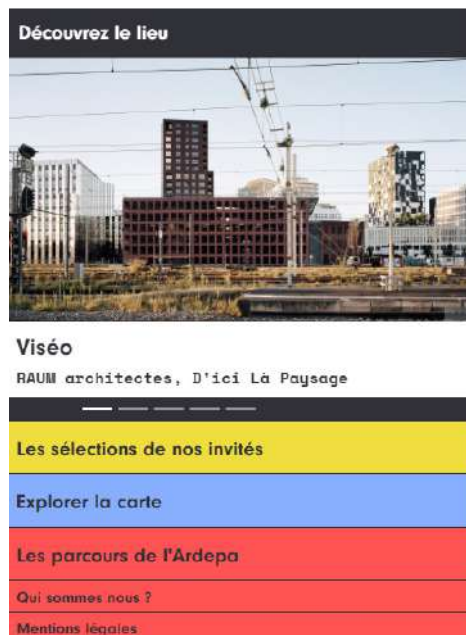 Découvrez le lieu
Viséo
RAUM architectes, D'ici Là Paysage
Les sélections de nos invités
Explorer la carte
Les parcours de l'Ardepa
Qui sommes nous ?
Mentions légales